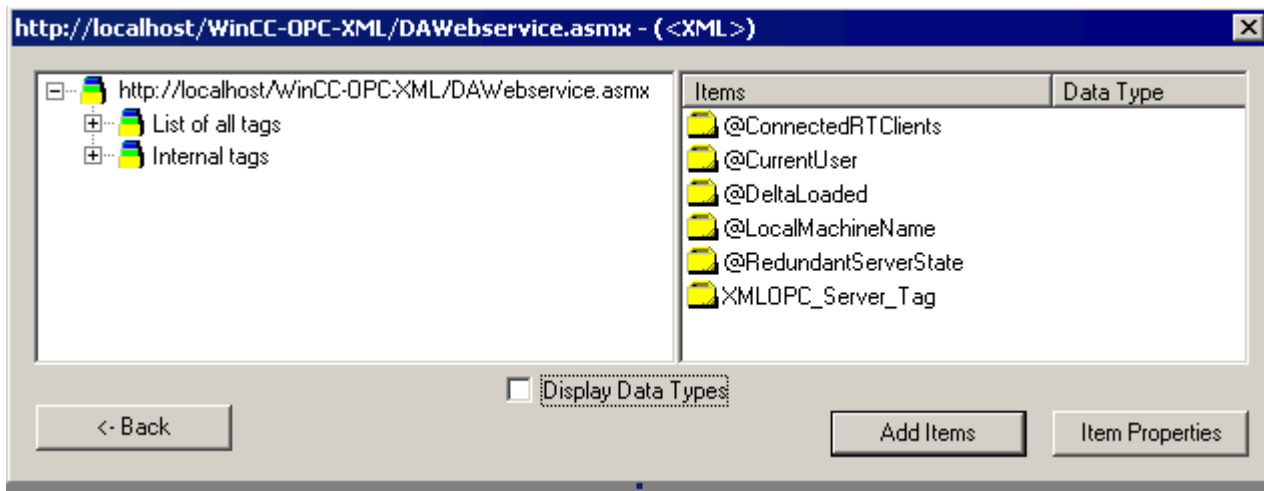 http://localhost/WinCC-OPC-XML/DAWebservice.asmx - (<XML>)
http://localhost/WinCC-OPC-XML/DAWebservice.asmx
List of all tags
Internal tags
Items Data Type
@ConnectedRTClients
@CurrentUser
@DeltaLoaded
@LocalMachineName
@RedundantServerState
XMLOPC_Server_Tag
Display Data Types
<- Back
Add Items
Item Properties